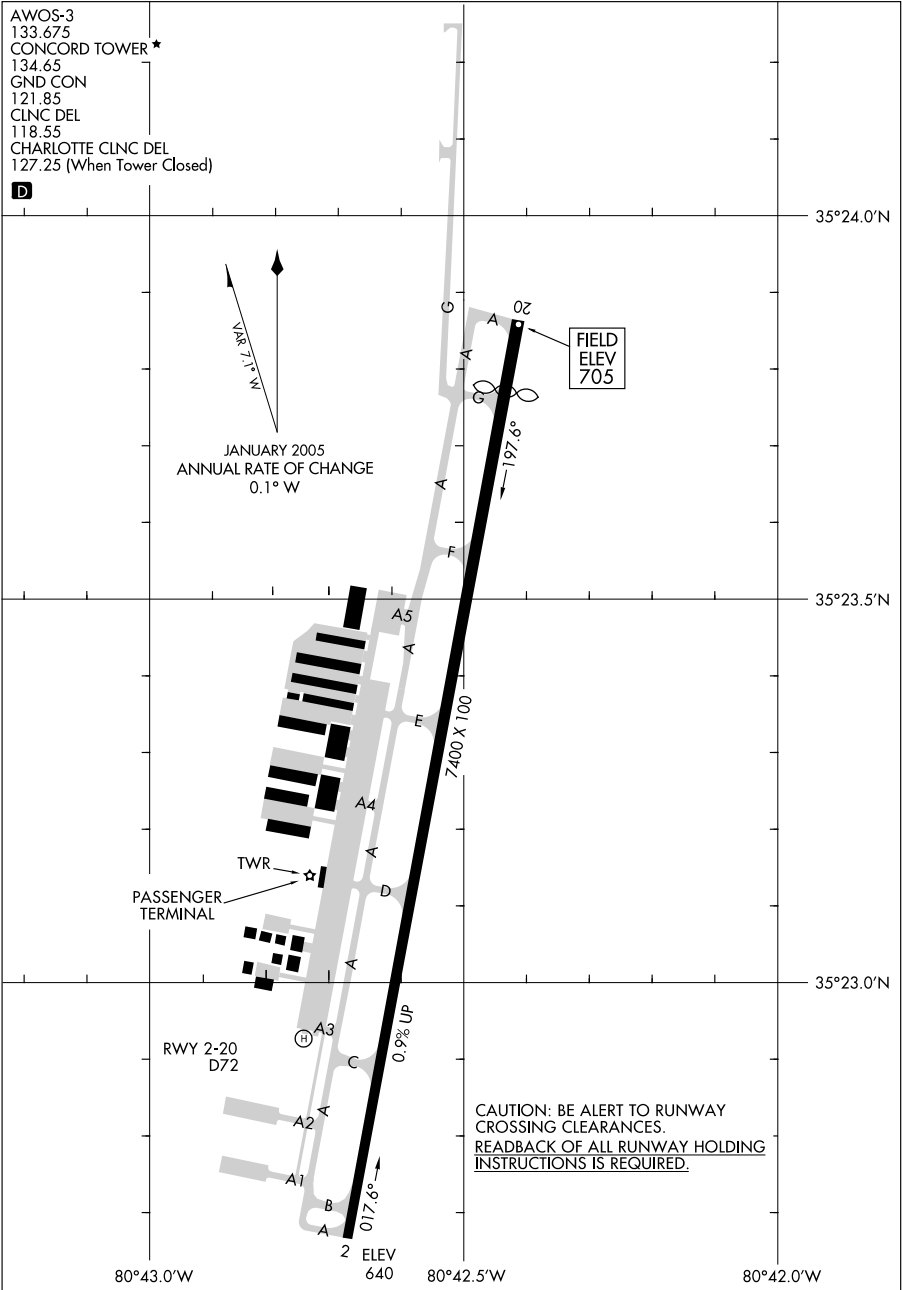 AWOS-3
133.675
CONCORD TOWER ★
134.65
GND CON
121.85
CLNC DEL
118.55
CHARLOTTE CLNC DEL
127.25 (When Tower Closed)
D
35°24.0'N
VAR 7.1° W
JANUARY 2005
ANNUAL RATE OF CHANGE
0.1° W
G
A
20
FIELD
ELEV
705
A
G
197.6°
A
F
35°23.5'N
A5
A
E
7400 X 100
A4
A
TWR
D
PASSENGER
TERMINAL
A
35°23.0'N
A3
H
0.9% UP
RWY 2-20
D72
C
A
A2
CAUTION: BE ALERT TO RUNWAY
CROSSING CLEARANCES.
READBACK OF ALL RUNWAY HOLDING
INSTRUCTIONS IS REQUIRED.
A1
B
017.6°
A
2
ELEV
640
80°43.0'W
80°42.5'W
80°42.0'W